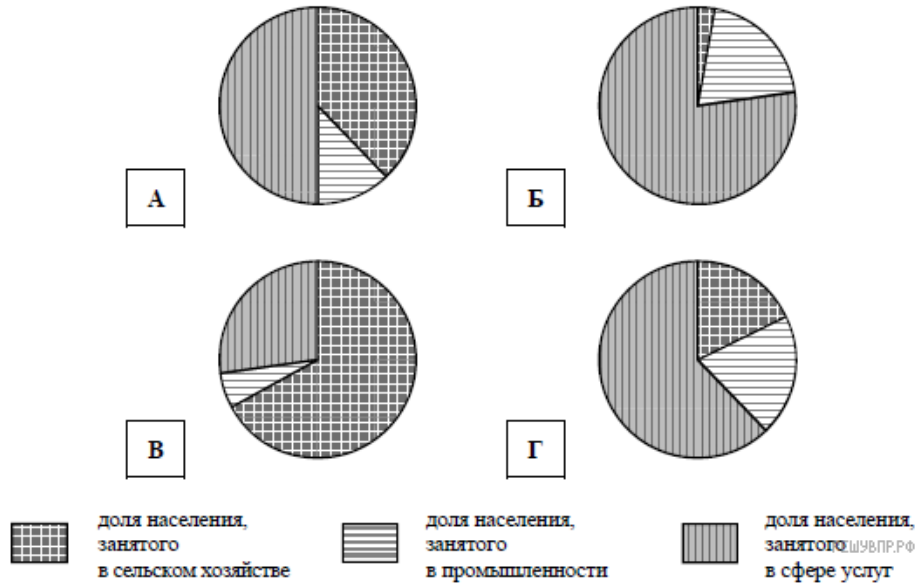 А
Б
В
Г
доля населения,
занятого
в сельском хозяйстве
доля населения,
занятого
в промышленности
доля населения,
занятого
в сфере услуг
РЕШУВПР.РФ